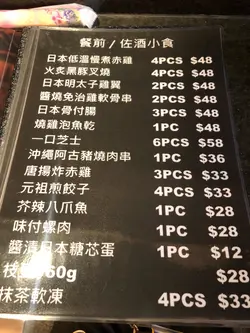 餐前 / 佐酒小食
日本低溫慢煮赤雞 4PCS $48
火炙黑豚叉燒 4PCS $48
日本明太子雞翼 2PCS $48
醬燒免治雞軟骨串 2PCS $48
日本骨付腸 3PCS $48
燒雞泡魚乾 1PC $48
一口芝士 6PCS $58
沖繩阿古豬燒肉串 1PC $36
唐揚炸赤雞 3PCS $33
元祖煎餃子 4PCS $33
芥辣八爪魚 1PC $28
味付螺肉 1PC $28
醬漬日本糖芯蛋 1PC $12
枝 60g $28
抹茶軟凍 4PCS $33